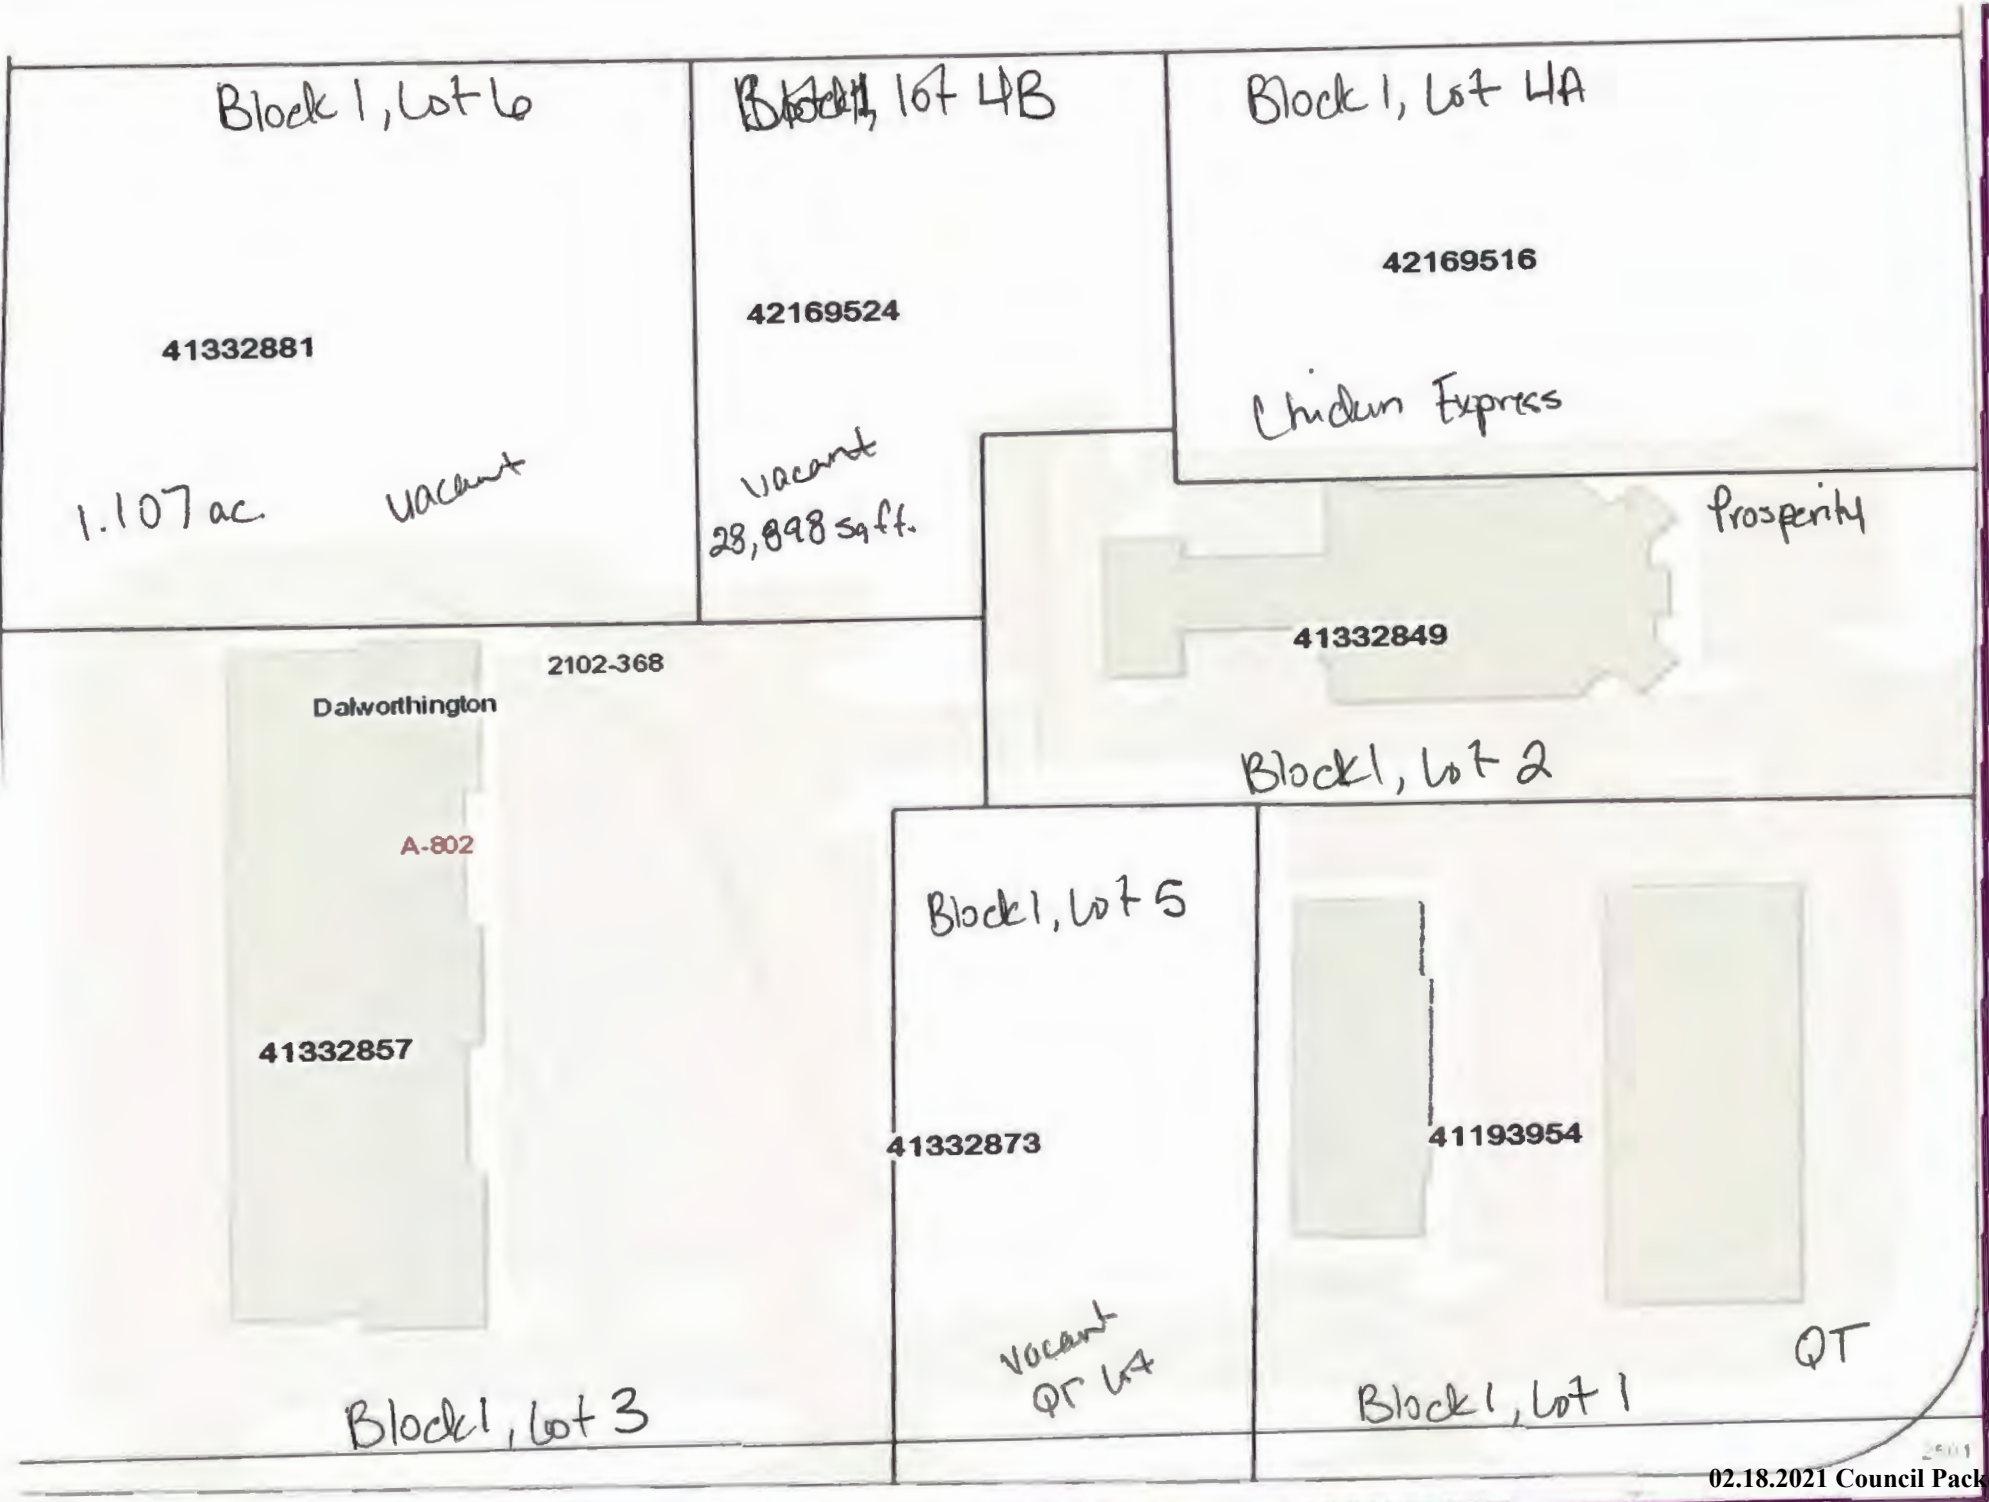 Block 1, Lot 6
Block 1, lot 4B
Block 1, Lot 4A
42169516
42169524
41332881
Chicken Express
vacant
1.107 ac.
vacant
28,898 sq ft.
Prosperity
41332849
2102-368
Dalworthington
Block 1, Lot 2
A-802
Block 1, Lot 5
41332857
41332873
41193954
vacant
QT Lot
QT
Block 1, Lot 3
Block 1, Lot 1
02.18.2021 Council Pack